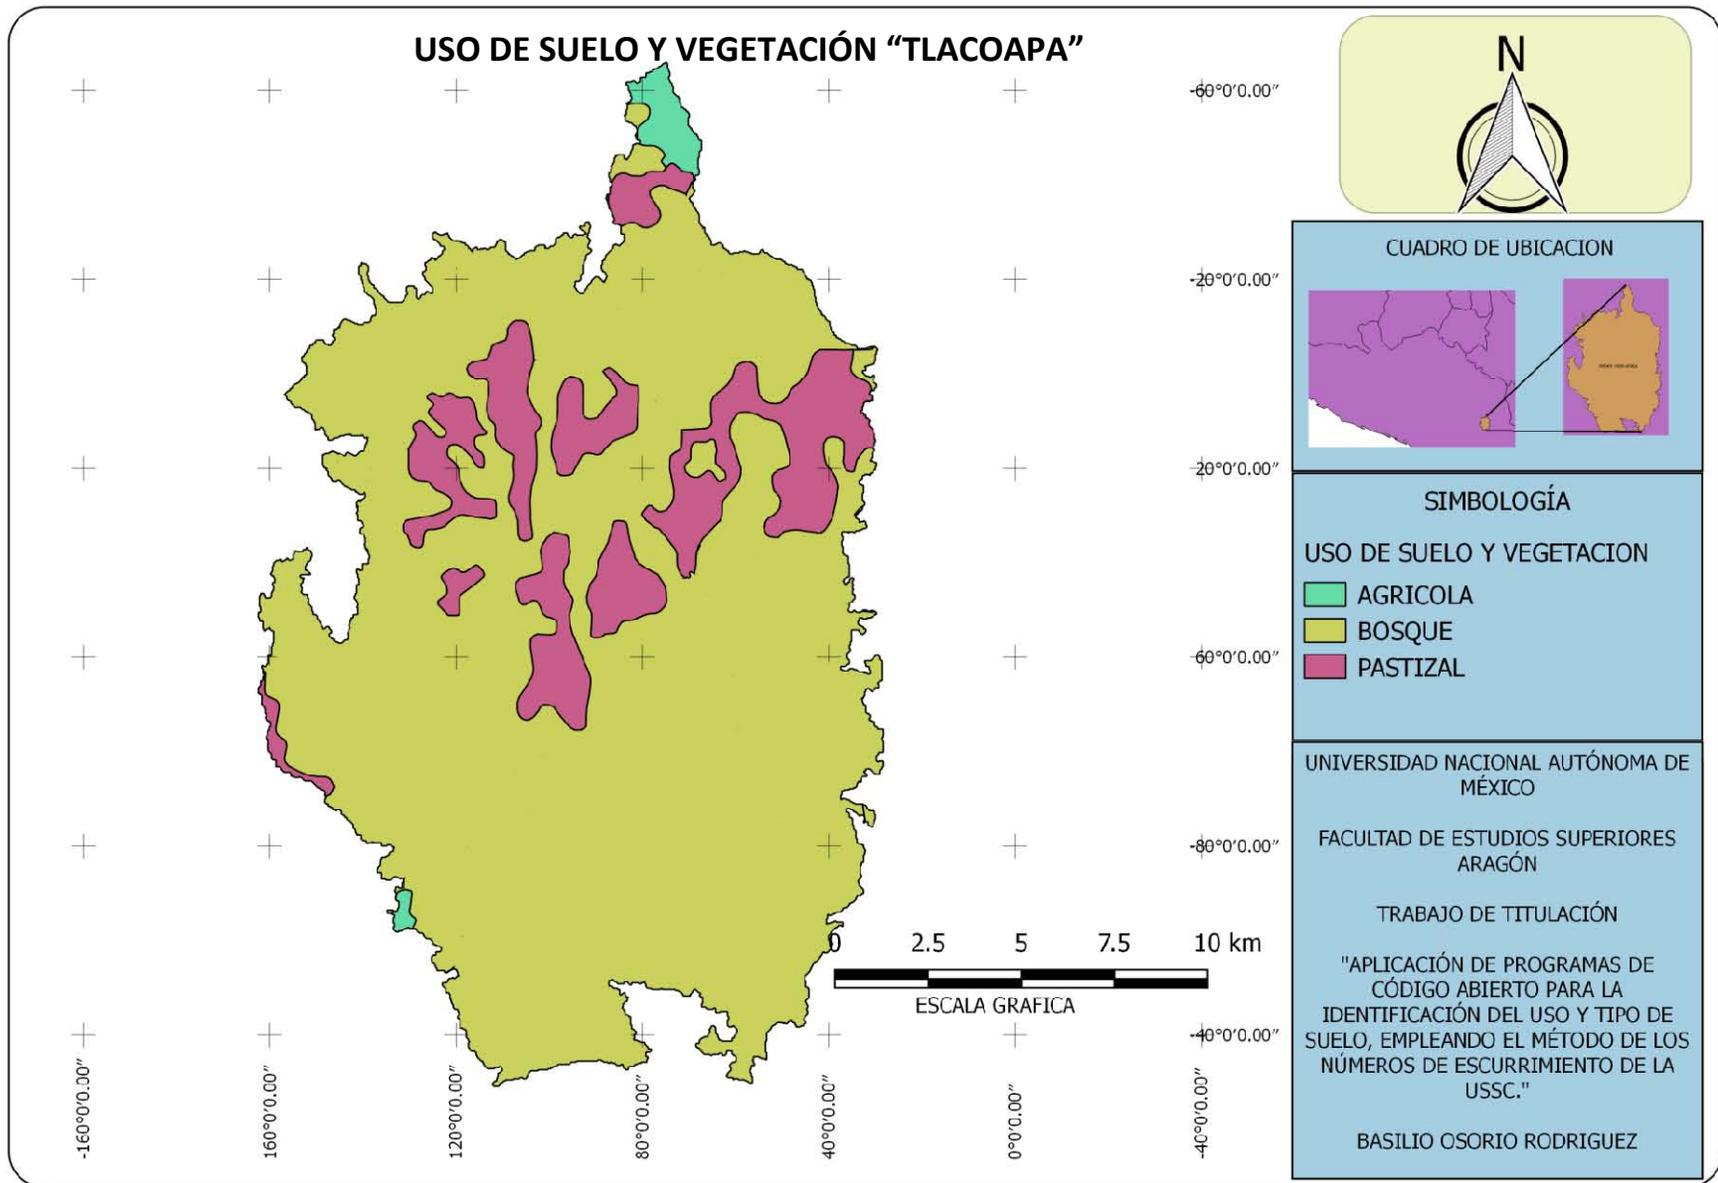 USO DE SUELO Y VEGETACIÓN “TLACOAPA”
N
-60°0'0.00"
-20°0'0.00"
20°0'0.00"
60°0'0.00"
-80°0'0.00"
-40°0'0.00"
-160°0'0.00"
160°0'0.00"
120°0'0.00"
80°0'0.00"
40°0'0.00"
0°0'0.00"
-40°0'0.00"
0 2.5 5 7.5 10 km
ESCALA GRAFICA
CUADRO DE UBICACION
SIMBOLOGÍA
USO DE SUELO Y VEGETACION
AGRICOLA
BOSQUE
PASTIZAL
UNIVERSIDAD NACIONAL AUTÓNOMA DE
MÉXICO
FACULTAD DE ESTUDIOS SUPERIORES
ARAGÓN
TRABAJO DE TITULACIÓN
"APLICACIÓN DE PROGRAMAS DE
CÓDIGO ABIERTO PARA LA
IDENTIFICACIÓN DEL USO Y TIPO DE
SUELO, EMPLEANDO EL MÉTODO DE LOS
NÚMEROS DE ESCURRIMIENTO DE LA
USSC."
BASILIO OSORIO RODRIGUEZ